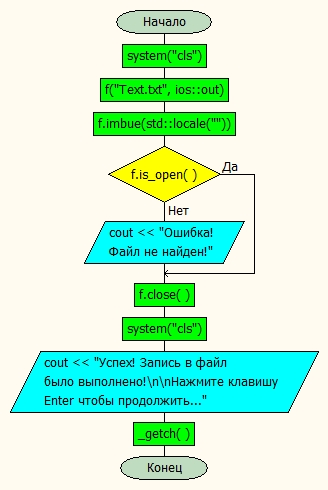 Начало
system("cls")
f("Text.txt", ios::out)
f.imbue(std::locale(""))
f.is_open( )
Да
Нет
cout << "Ошибка!
Файл не найден!"
f.close( )
system("cls")
cout << "Успех! Запись в файл
было выполнено!\n\nНажмите клавишу
Enter чтобы продолжить..."
_getch( )
Конец